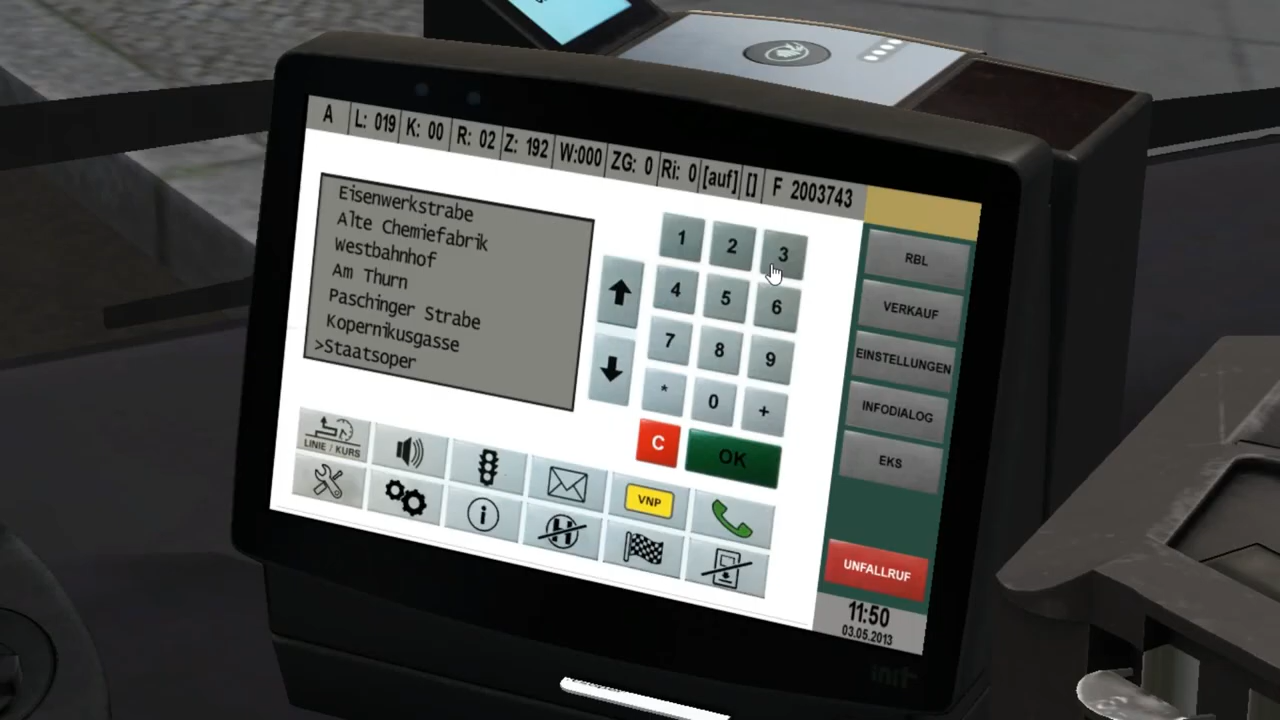 A L: 019 K: 00 R: 02 Z: 192 W:000 ZG: 0 Ri: 0 [auf] [] F 2003743
Eisenwerkstrabe
Alte Chemiefabrik
Westbahnhof
Am Thurn
Paschinger Strabe
Kopernikusgasse
>Staatsoper
1 2 3
4 5 6
7 8 9
* 0 +
C OK
LINIE / KURS
VNP
i
H
RBL
VERKAUF
EINSTELLUNGEN
INFODIALOG
EKS
UNFALLRUF
11:50
03.05.2013
init